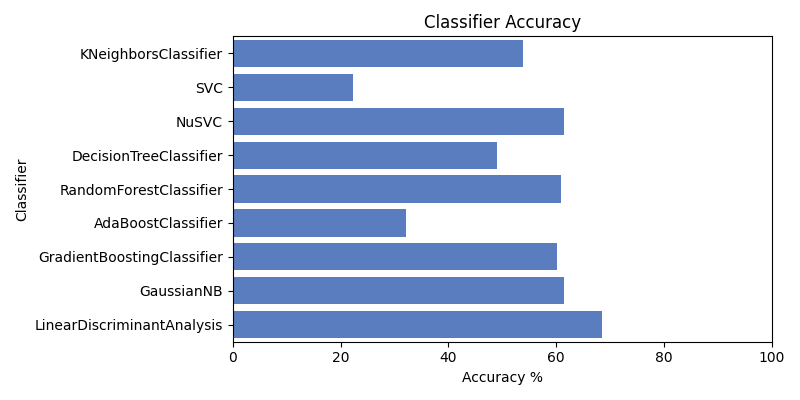 Classifier Accuracy
KNeighborsClassifier
SVC
NuSVC
DecisionTreeClassifier
RandomForestClassifier
AdaBoostClassifier
GradientBoostingClassifier
GaussianNB
LinearDiscriminantAnalysis
Classifier
0 20 40 60 80 100
Accuracy %